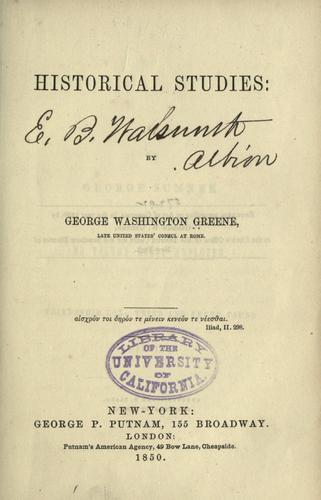 HISTORICAL STUDIES:
E. B. Walsworth
Albion
BY
GEORGE WASHINGTON GREENE,
LATE UNITED STATES' CONSUL AT ROME.
αἰσχρόν τοι δηρόν τε μένειν κενεόν τε νέεσθαι.
Iliad, II. 298.
LIBRARY
OF THE
UNIVERSITY
OF
CALIFORNIA.
NEW-YORK:
GEORGE P. PUTNAM, 155 BROADWAY.
LONDON:
Putnam's American Agency, 49 Bow Lane, Cheapside.
1850.